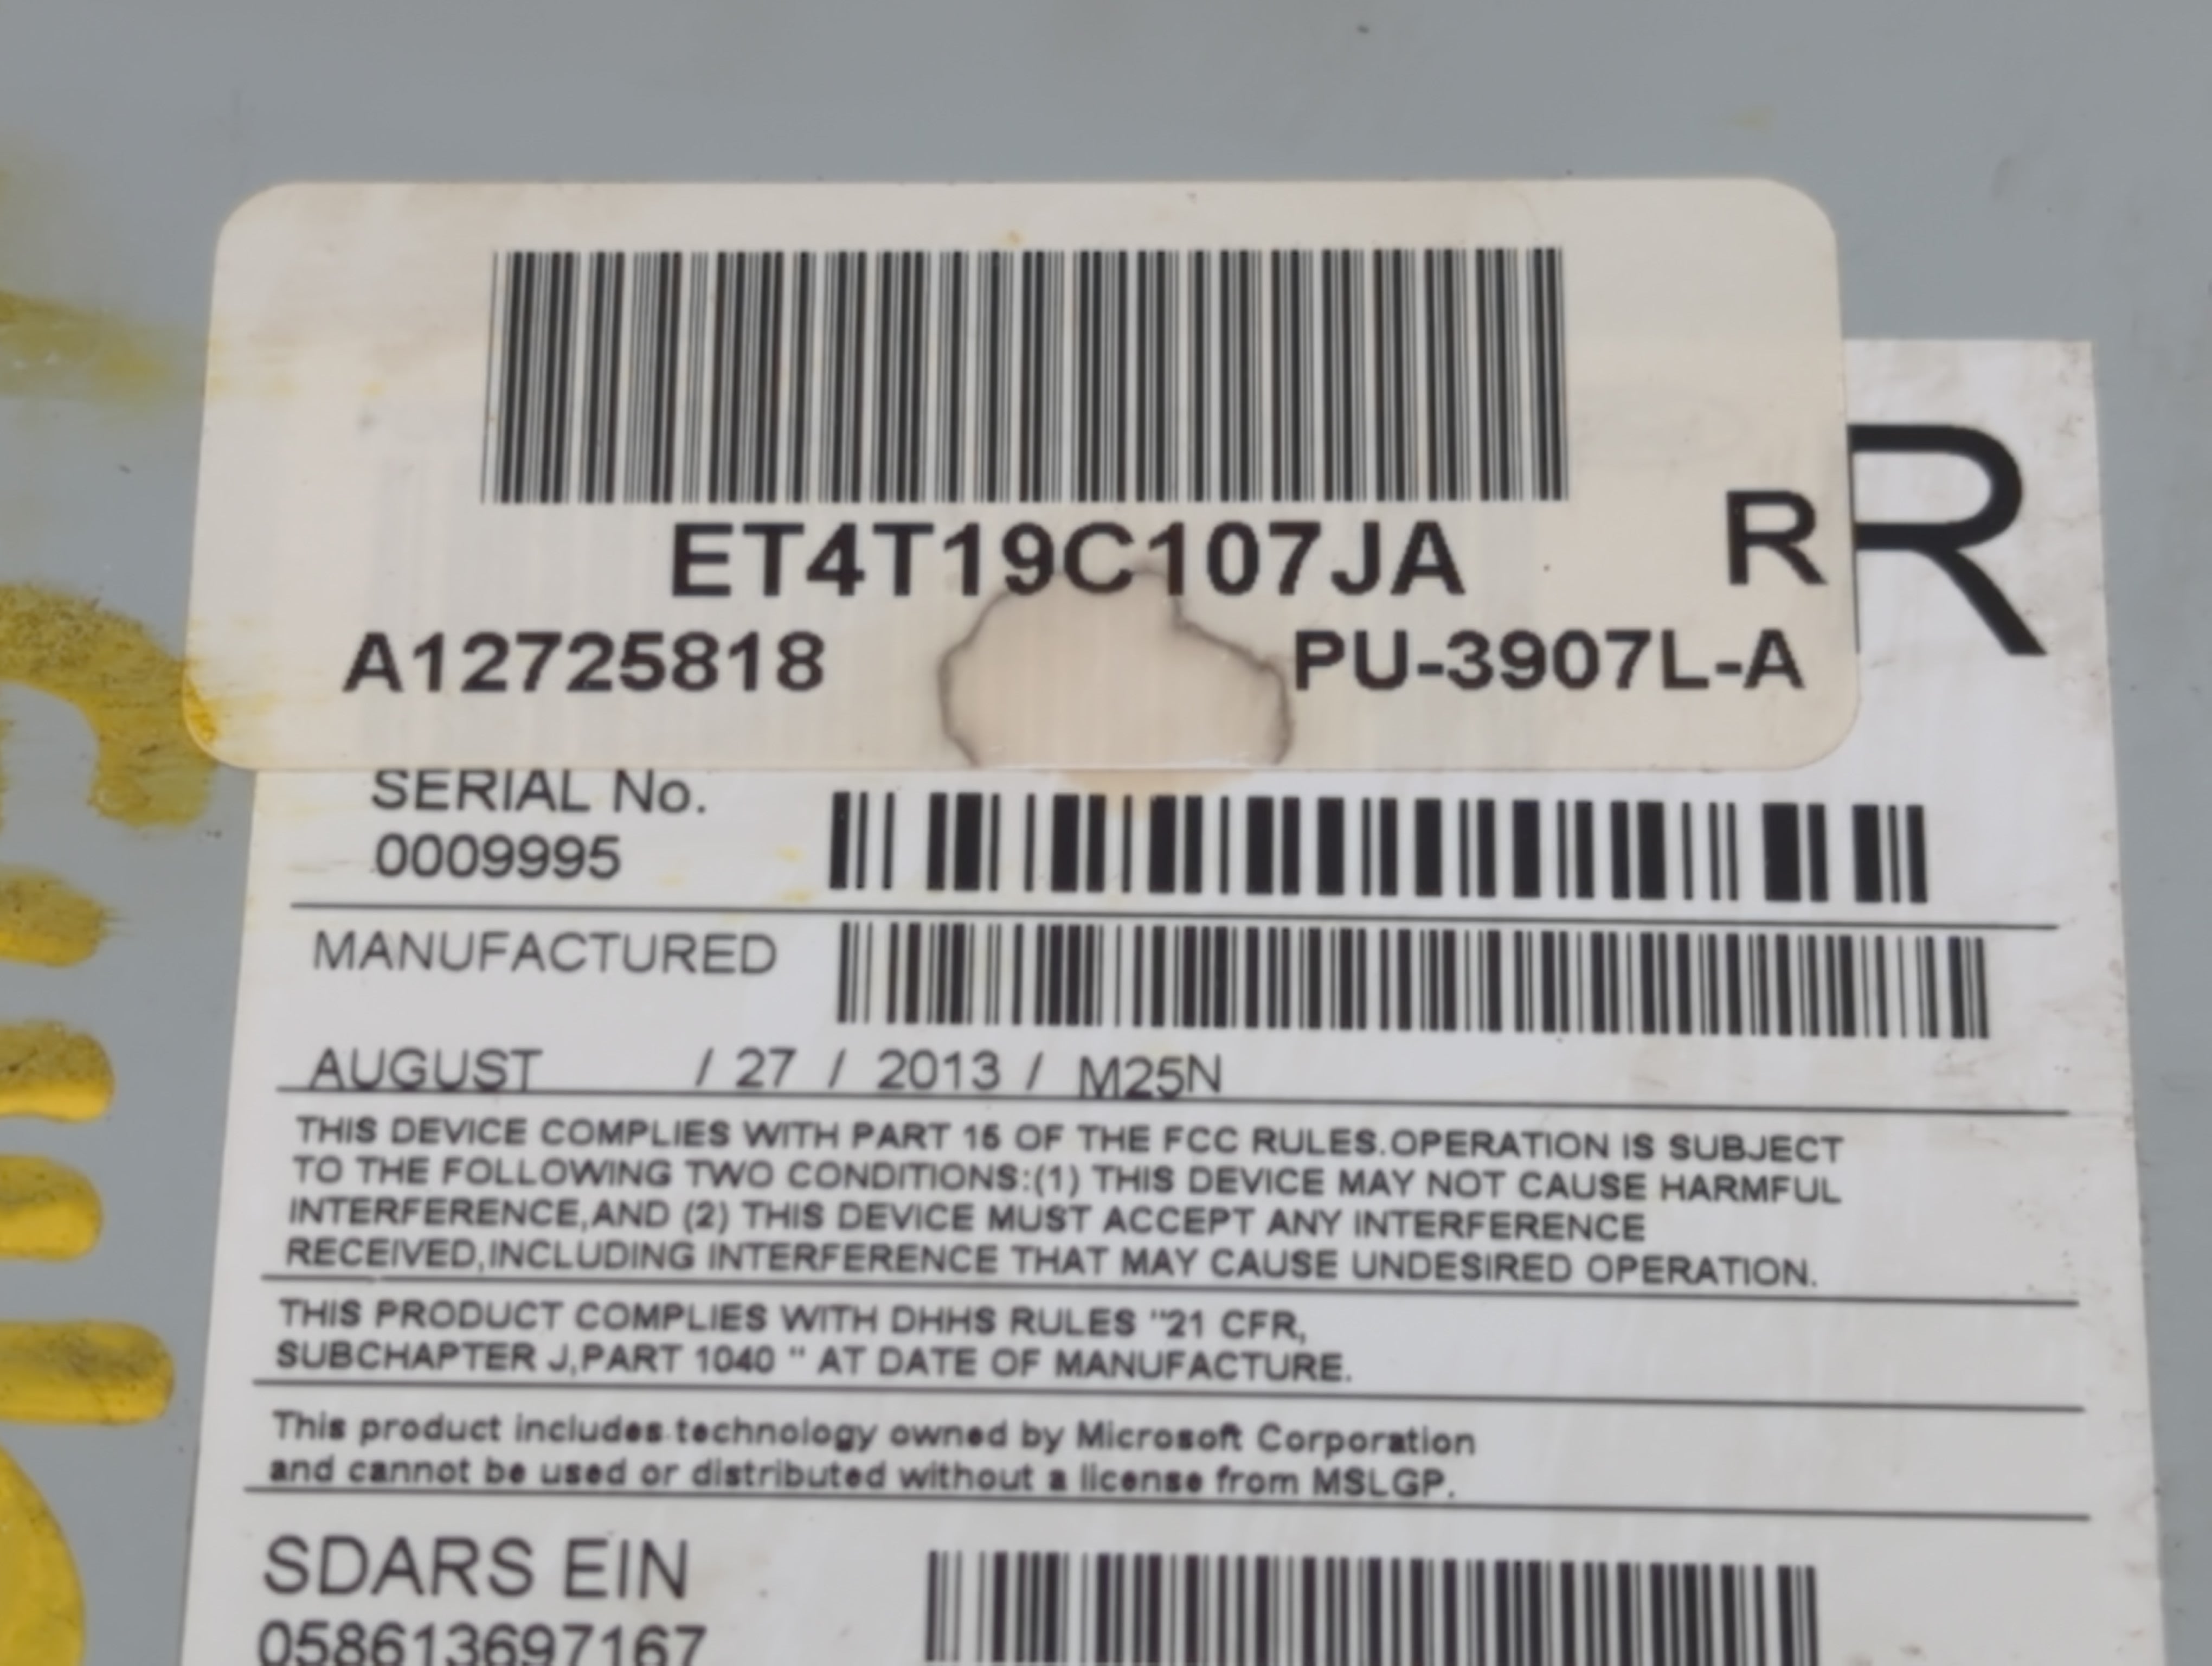 ET4T19C107JA
R
R
A12725818
PU-3907L-A
SERIAL No.
0009995
MANUFACTURED
AUGUST / 27 / 2013 / M25N
THIS DEVICE COMPLIES WITH PART 15 OF THE FCC RULES.OPERATION IS SUBJECT
TO THE FOLLOWING TWO CONDITIONS:(1) THIS DEVICE MAY NOT CAUSE HARMFUL
INTERFERENCE,AND (2) THIS DEVICE MUST ACCEPT ANY INTERFERENCE
RECEIVED,INCLUDING INTERFERENCE THAT MAY CAUSE UNDESIRED OPERATION.
THIS PRODUCT COMPLIES WITH DHHS RULES "21 CFR,
SUBCHAPTER J,PART 1040 " AT DATE OF MANUFACTURE.
This product includes technology owned by Microsoft Corporation
and cannot be used or distributed without a license from MSLGP.
SDARS EIN
058613697167